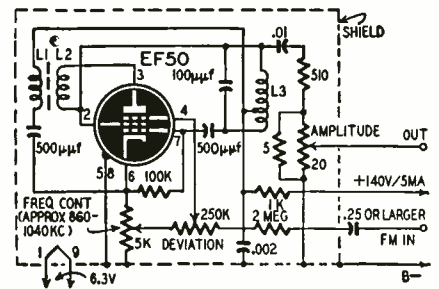 SHIELD
.01
EF50
L1
L2
3
100µµf
510
2
L3
4
AMPLITUDE
OUT
7
500µµf
500µµf
5
20
5,8
6
100K
+140V/5MA
1K
FREQ CONT
(APPROX 860-
1040KC)
250K
2 MEG
.25 OR LARGER
5K
DEVIATION
.002
FM IN
1
9
6.3V
B-